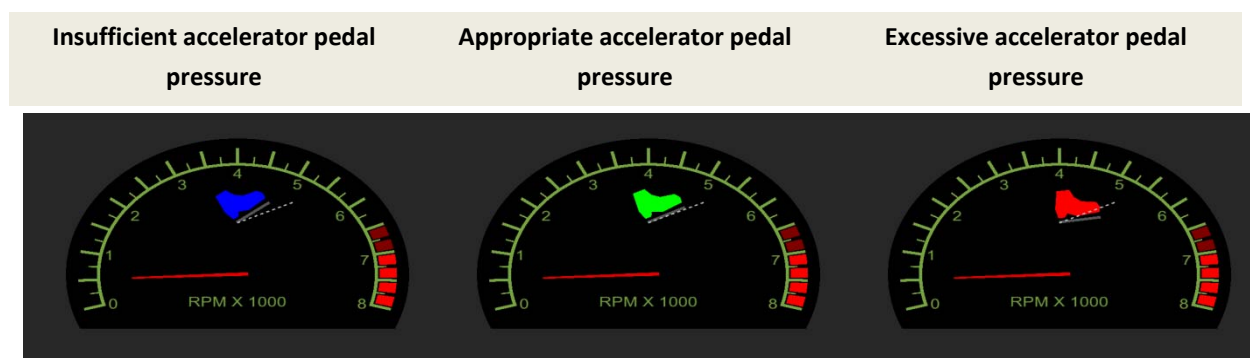 Insufficient accelerator pedal pressure
Appropriate accelerator pedal pressure
Excessive accelerator pedal pressure
0 1 2 3 4 5 6 7 8
RPM X 1000
0 1 2 3 4 5 6 7 8
RPM X 1000
0 1 2 3 4 5 6 7 8
RPM X 1000